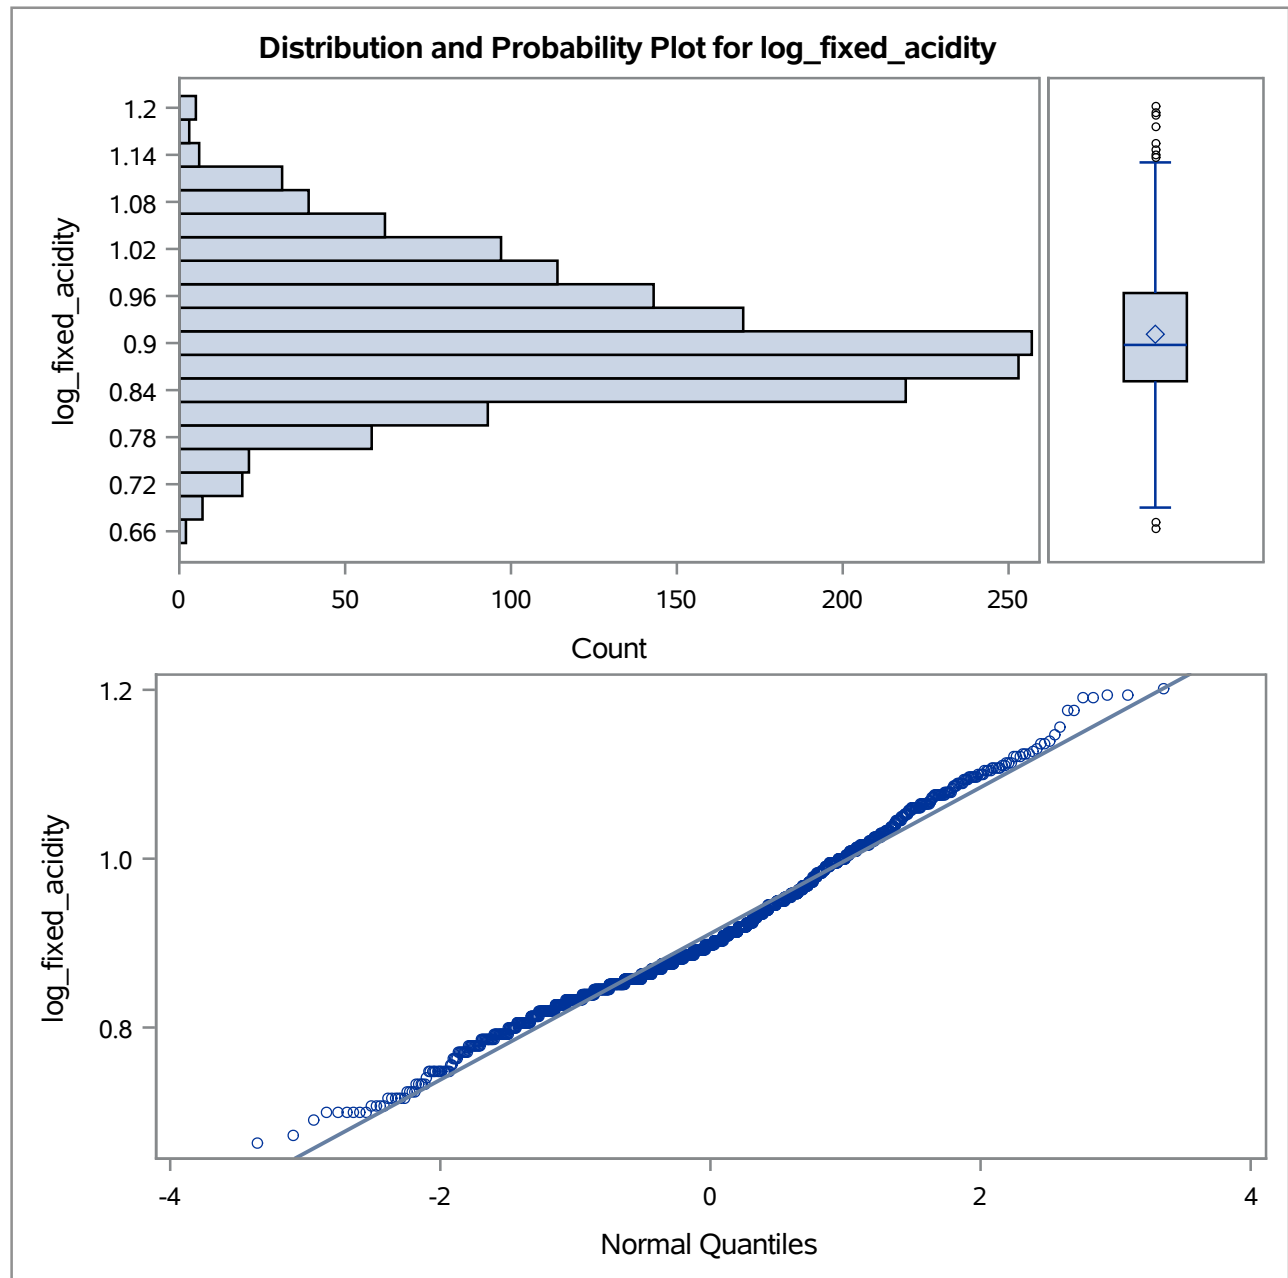 Distribution and Probability Plot for log_fixed_acidity
log_fixed_acidity
1.2
1.14
1.08
1.02
0.96
0.9
0.84
0.78
0.72
0.66
0 50 100 150 200 250
Count
log_fixed_acidity
1.2
1.0
0.8
-4 -2 0 2 4
Normal Quantiles